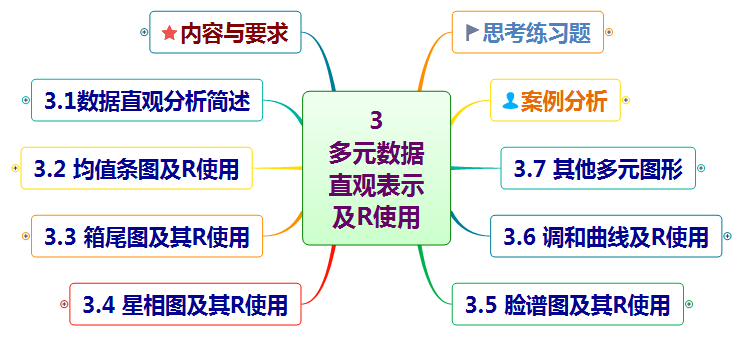 内容与要求
3.1数据直观分析简述
3.2 均值条图及R使用
3.3 箱尾图及其R使用
3.4 星相图及其R使用
3
多元数据
直观表示
及R使用
思考练习题
案例分析
3.7 其他多元图形
3.6 调和曲线及R使用
3.5 脸谱图及其R使用